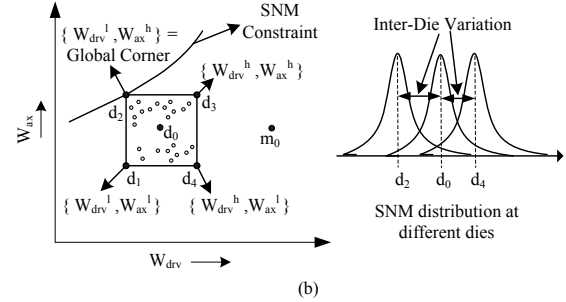 { W_drv^l , W_ax^h } =
Global Corner
SNM
Constraint
{ W_drv^h , W_ax^h }
W_ax
d_2
d_3
d_0
m_0
d_1
d_4
{ W_drv^l , W_ax^l }
{ W_drv^h , W_ax^l }
W_drv
Inter-Die Variation
d_2
d_0
d_4
SNM distribution at
different dies
(b)